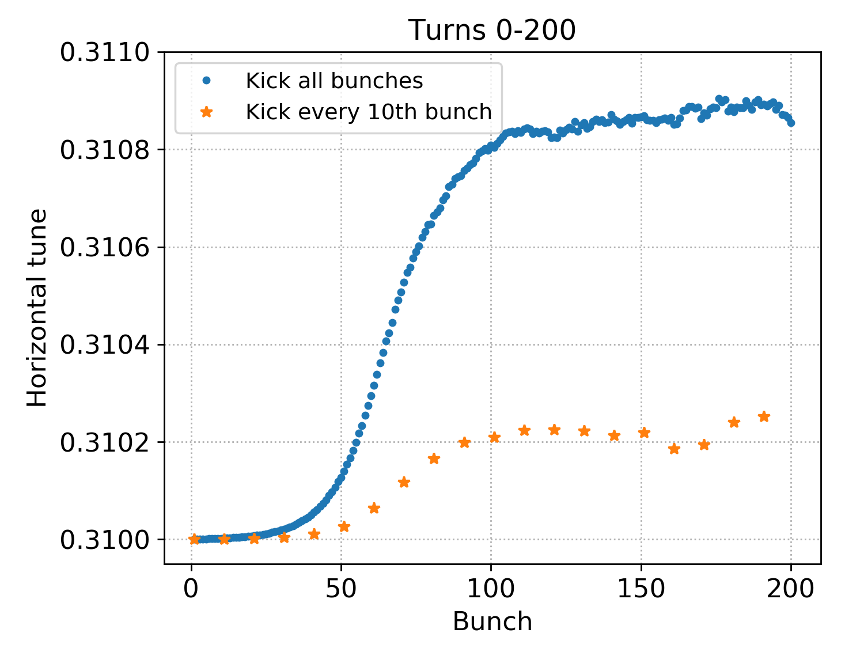 Turns 0-200
0.3110
0.3108
0.3106
0.3104
0.3102
0.3100
Horizontal tune
Kick all bunches
Kick every 10th bunch
0 50 100 150 200
Bunch